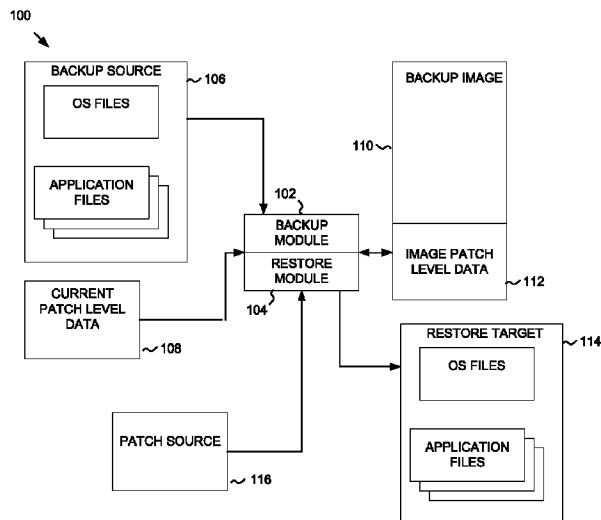 100
BACKUP SOURCE
106
OS FILES
APPLICATION
FILES
BACKUP IMAGE
110
102
BACKUP
MODULE
RESTORE
MODULE
104
IMAGE PATCH
LEVEL DATA
112
CURRENT
PATCH LEVEL
DATA
108
RESTORE TARGET
114
OS FILES
APPLICATION
FILES
PATCH SOURCE
116